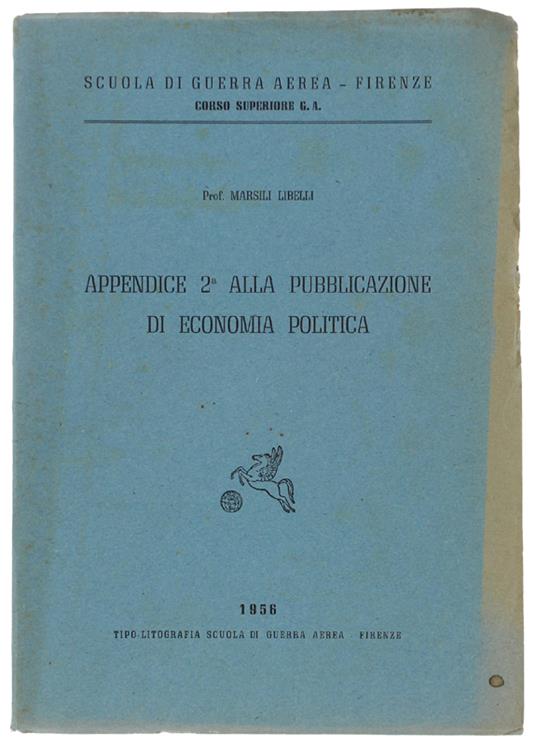 SCUOLA DI GUERRA AEREA - FIRENZE
CORSO SUPERIORE G. A.
Prof. MARSILI LIBELLI
APPENDICE 2ª ALLA PUBBLICAZIONE
DI ECONOMIA POLITICA
1956
TIPO-LITOGRAFIA SCUOLA DI GUERRA AEREA - FIRENZE